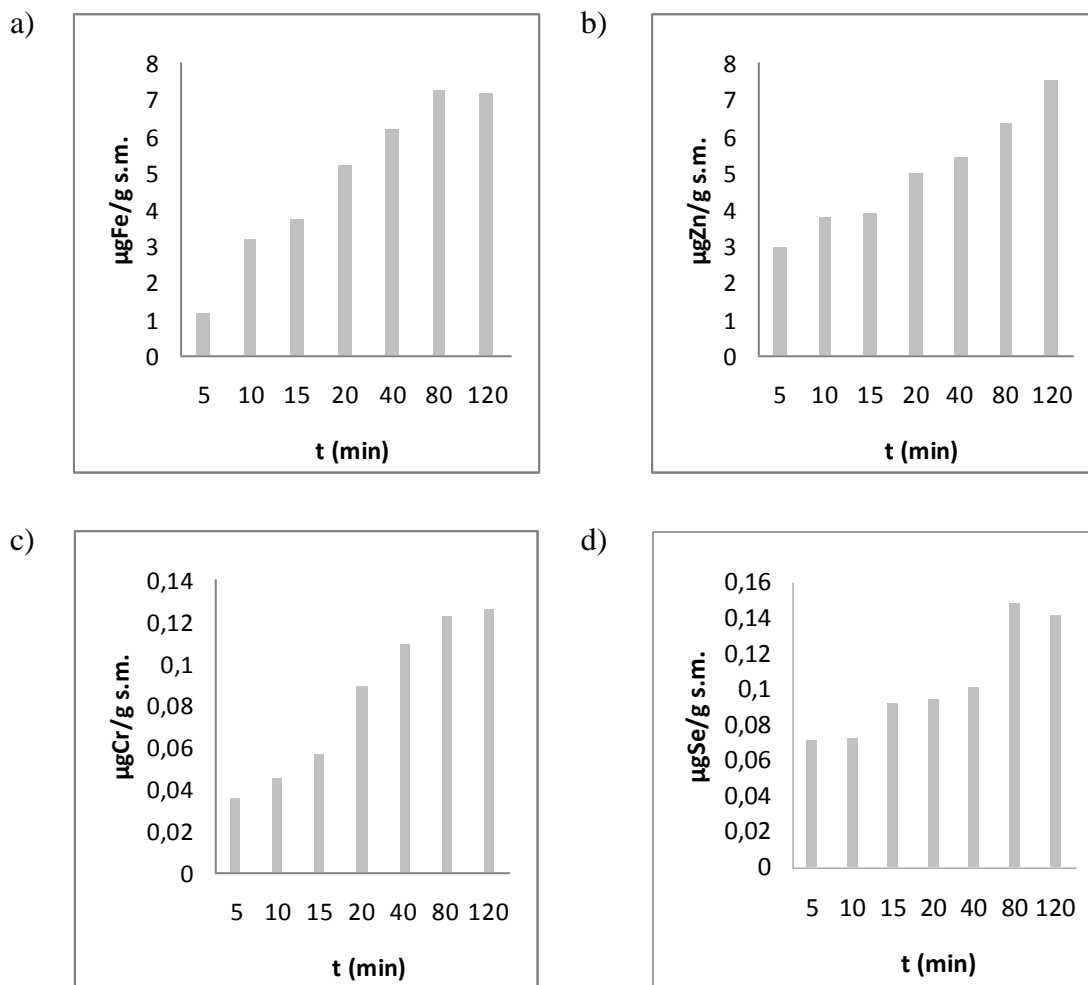 a)
8
7
6
5
4
3
2
1
0
µgFe/g s.m.
5 10 15 20 40 80 120
t (min)
b)
8
7
6
5
4
3
2
1
0
µgZn/g s.m.
5 10 15 20 40 80 120
t (min)
c)
0,14
0,12
0,1
0,08
0,06
0,04
0,02
0
µgCr/g s.m.
5 10 15 20 40 80 120
t (min)
d)
0,16
0,14
0,12
0,1
0,08
0,06
0,04
0,02
0
µgSe/g s.m.
5 10 15 20 40 80 120
t (min)